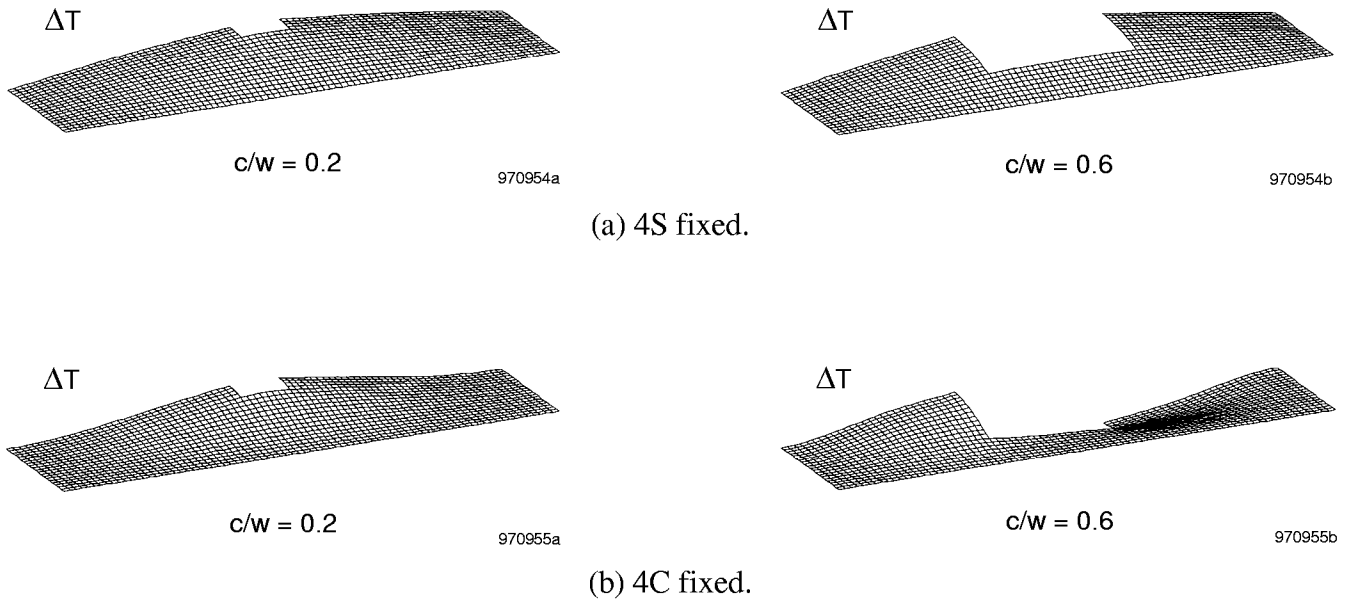 ΔT
ΔT
c/w = 0.2
970954a
c/w = 0.6
970954b
(a) 4S fixed.
ΔT
ΔT
c/w = 0.2
970955a
c/w = 0.6
970955b
(b) 4C fixed.